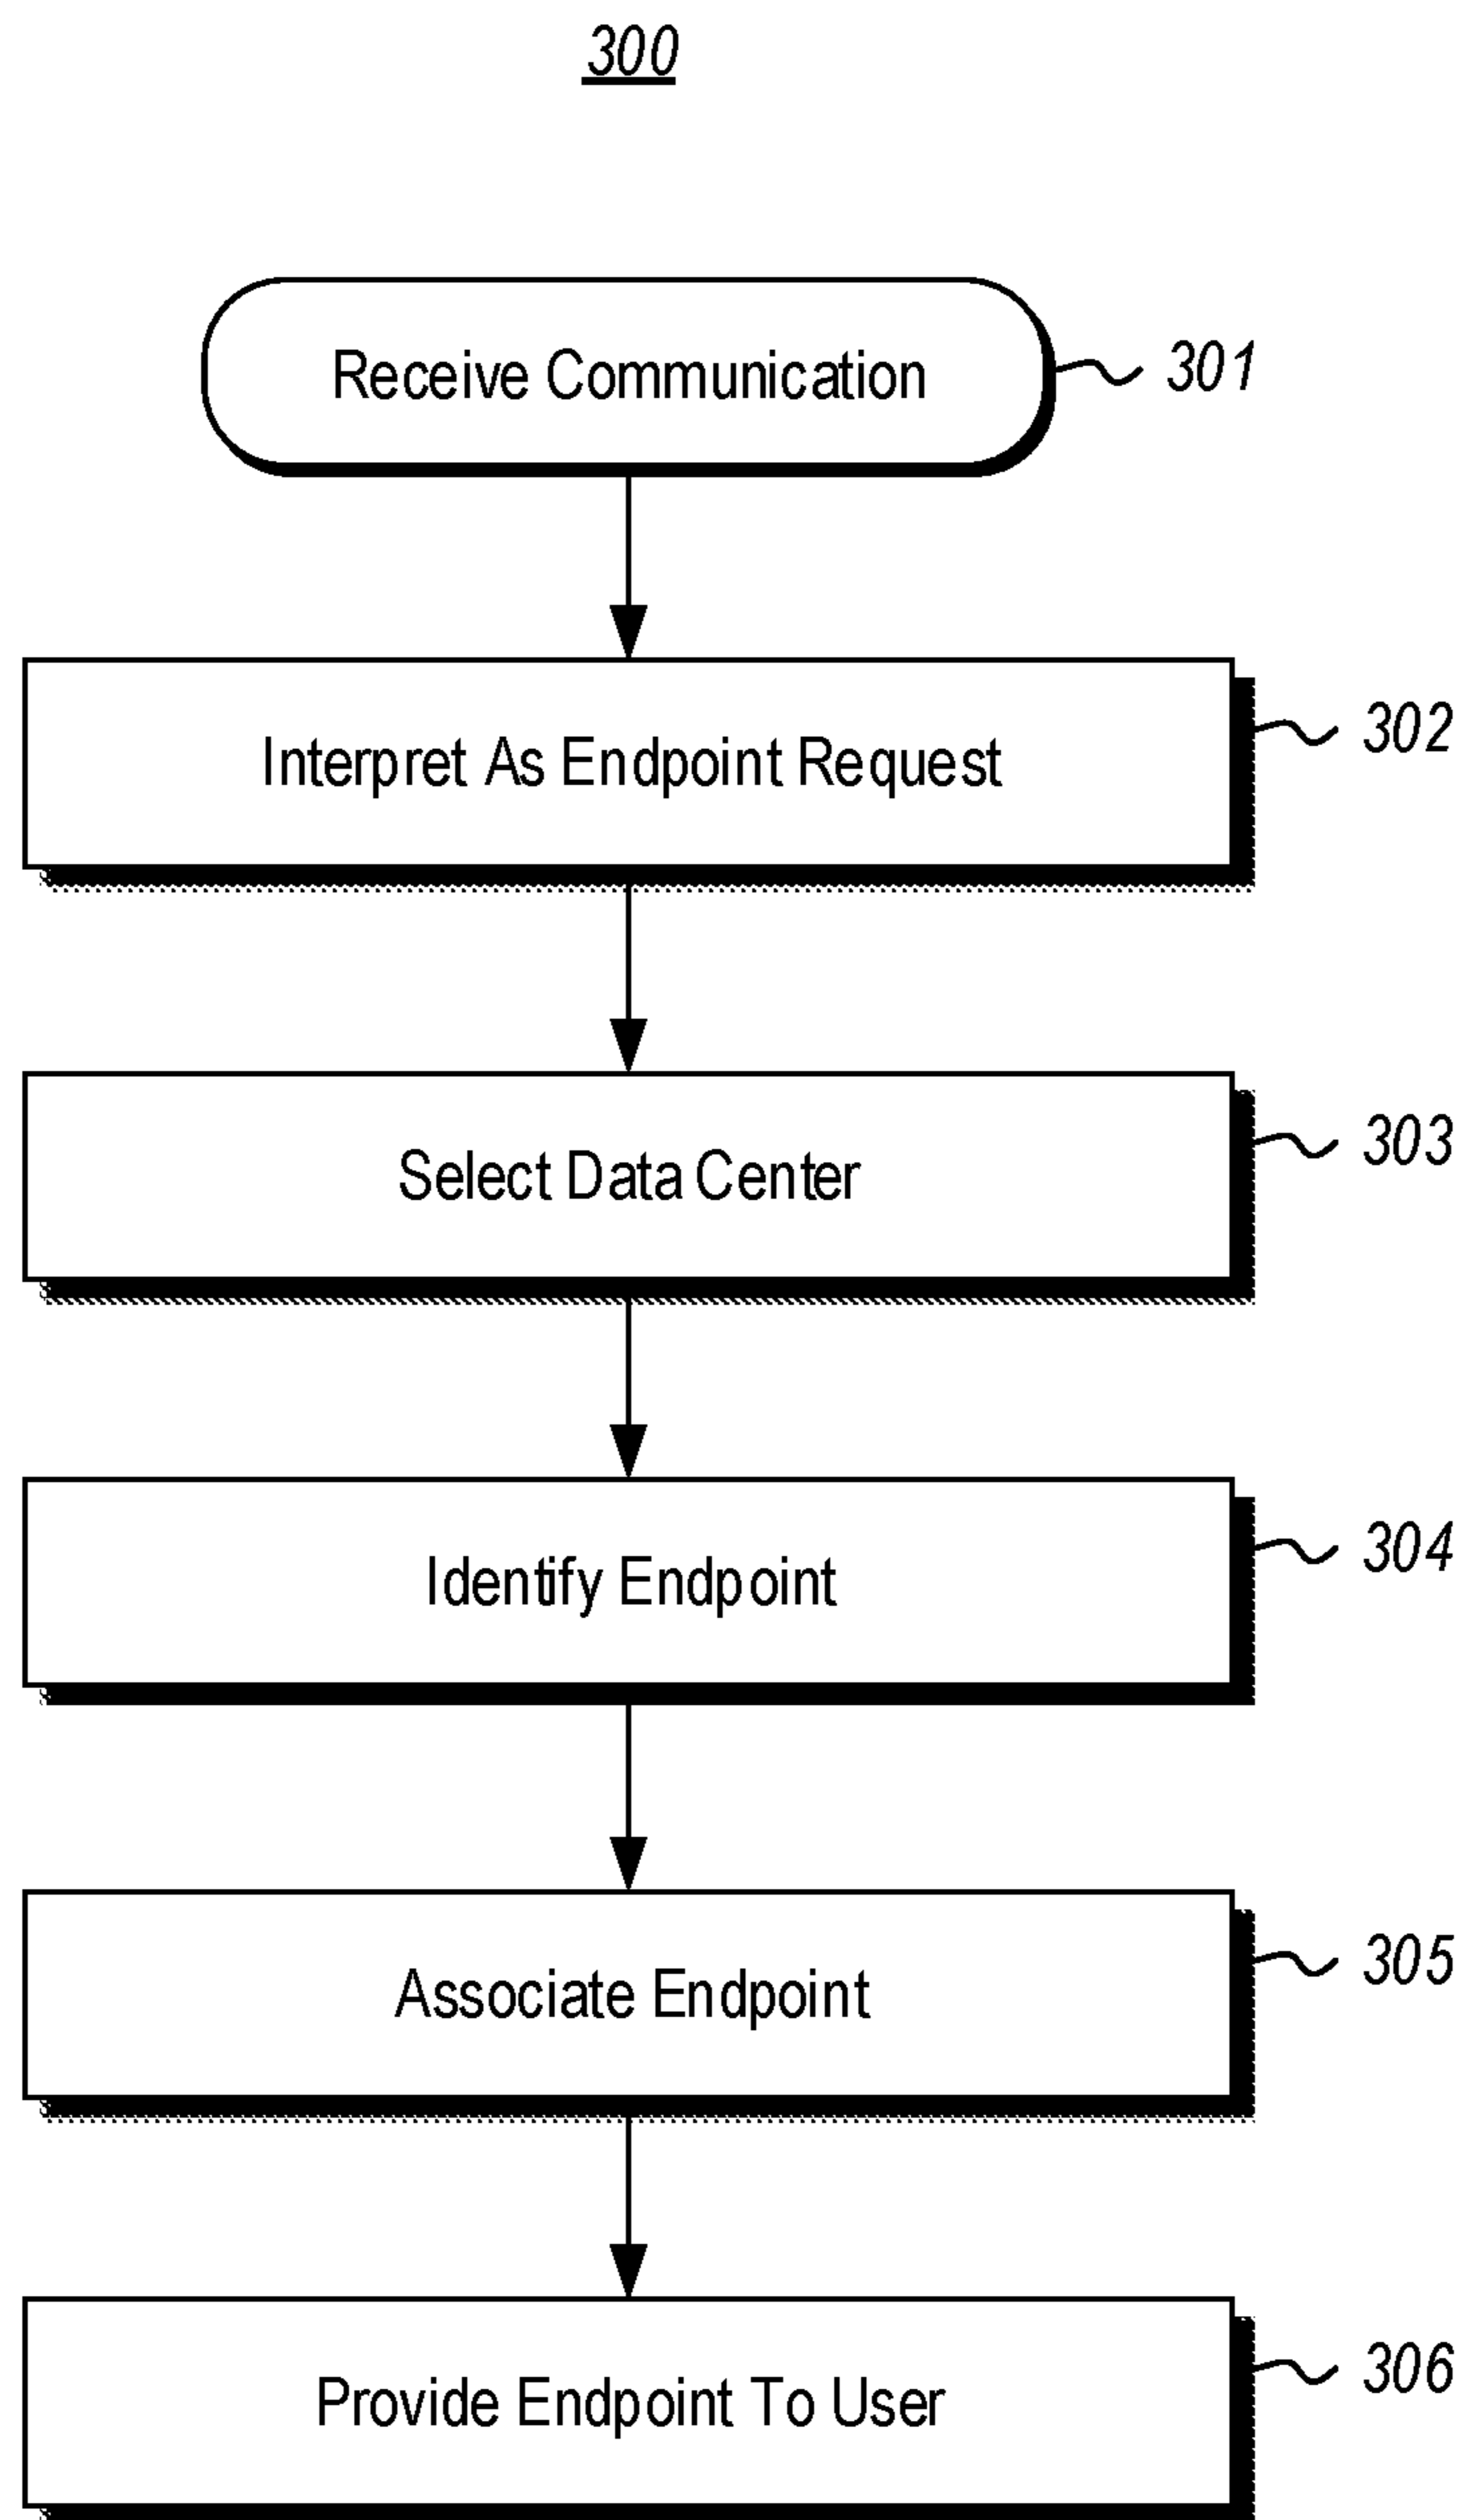 300
Receive Communication 301
Interpret As Endpoint Request 302
Select Data Center 303
Identify Endpoint 304
Associate Endpoint 305
Provide Endpoint To User 306